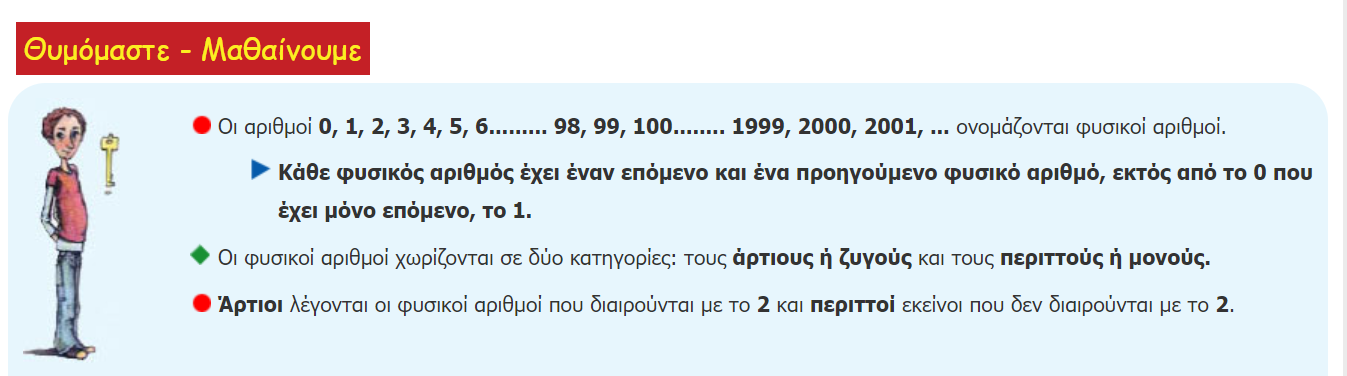 Θυμόμαστε - Μαθαίνουμε
Οι αριθμοί 0, 1, 2, 3, 4, 5, 6......... 98, 99, 100........ 1999, 2000, 2001, ... ονομάζονται φυσικοί αριθμοί.
Κάθε φυσικός αριθμός έχει έναν επόμενο και ένα προηγούμενο φυσικό αριθμό, εκτός από το 0 που
έχει μόνο επόμενο, το 1.
Οι φυσικοί αριθμοί χωρίζονται σε δύο κατηγορίες: τους άρτιους ή ζυγούς και τους περιττούς ή μονούς.
Άρτιοι λέγονται οι φυσικοί αριθμοί που διαιρούνται με το 2 και περιττοί εκείνοι που δεν διαιρούνται με το 2.